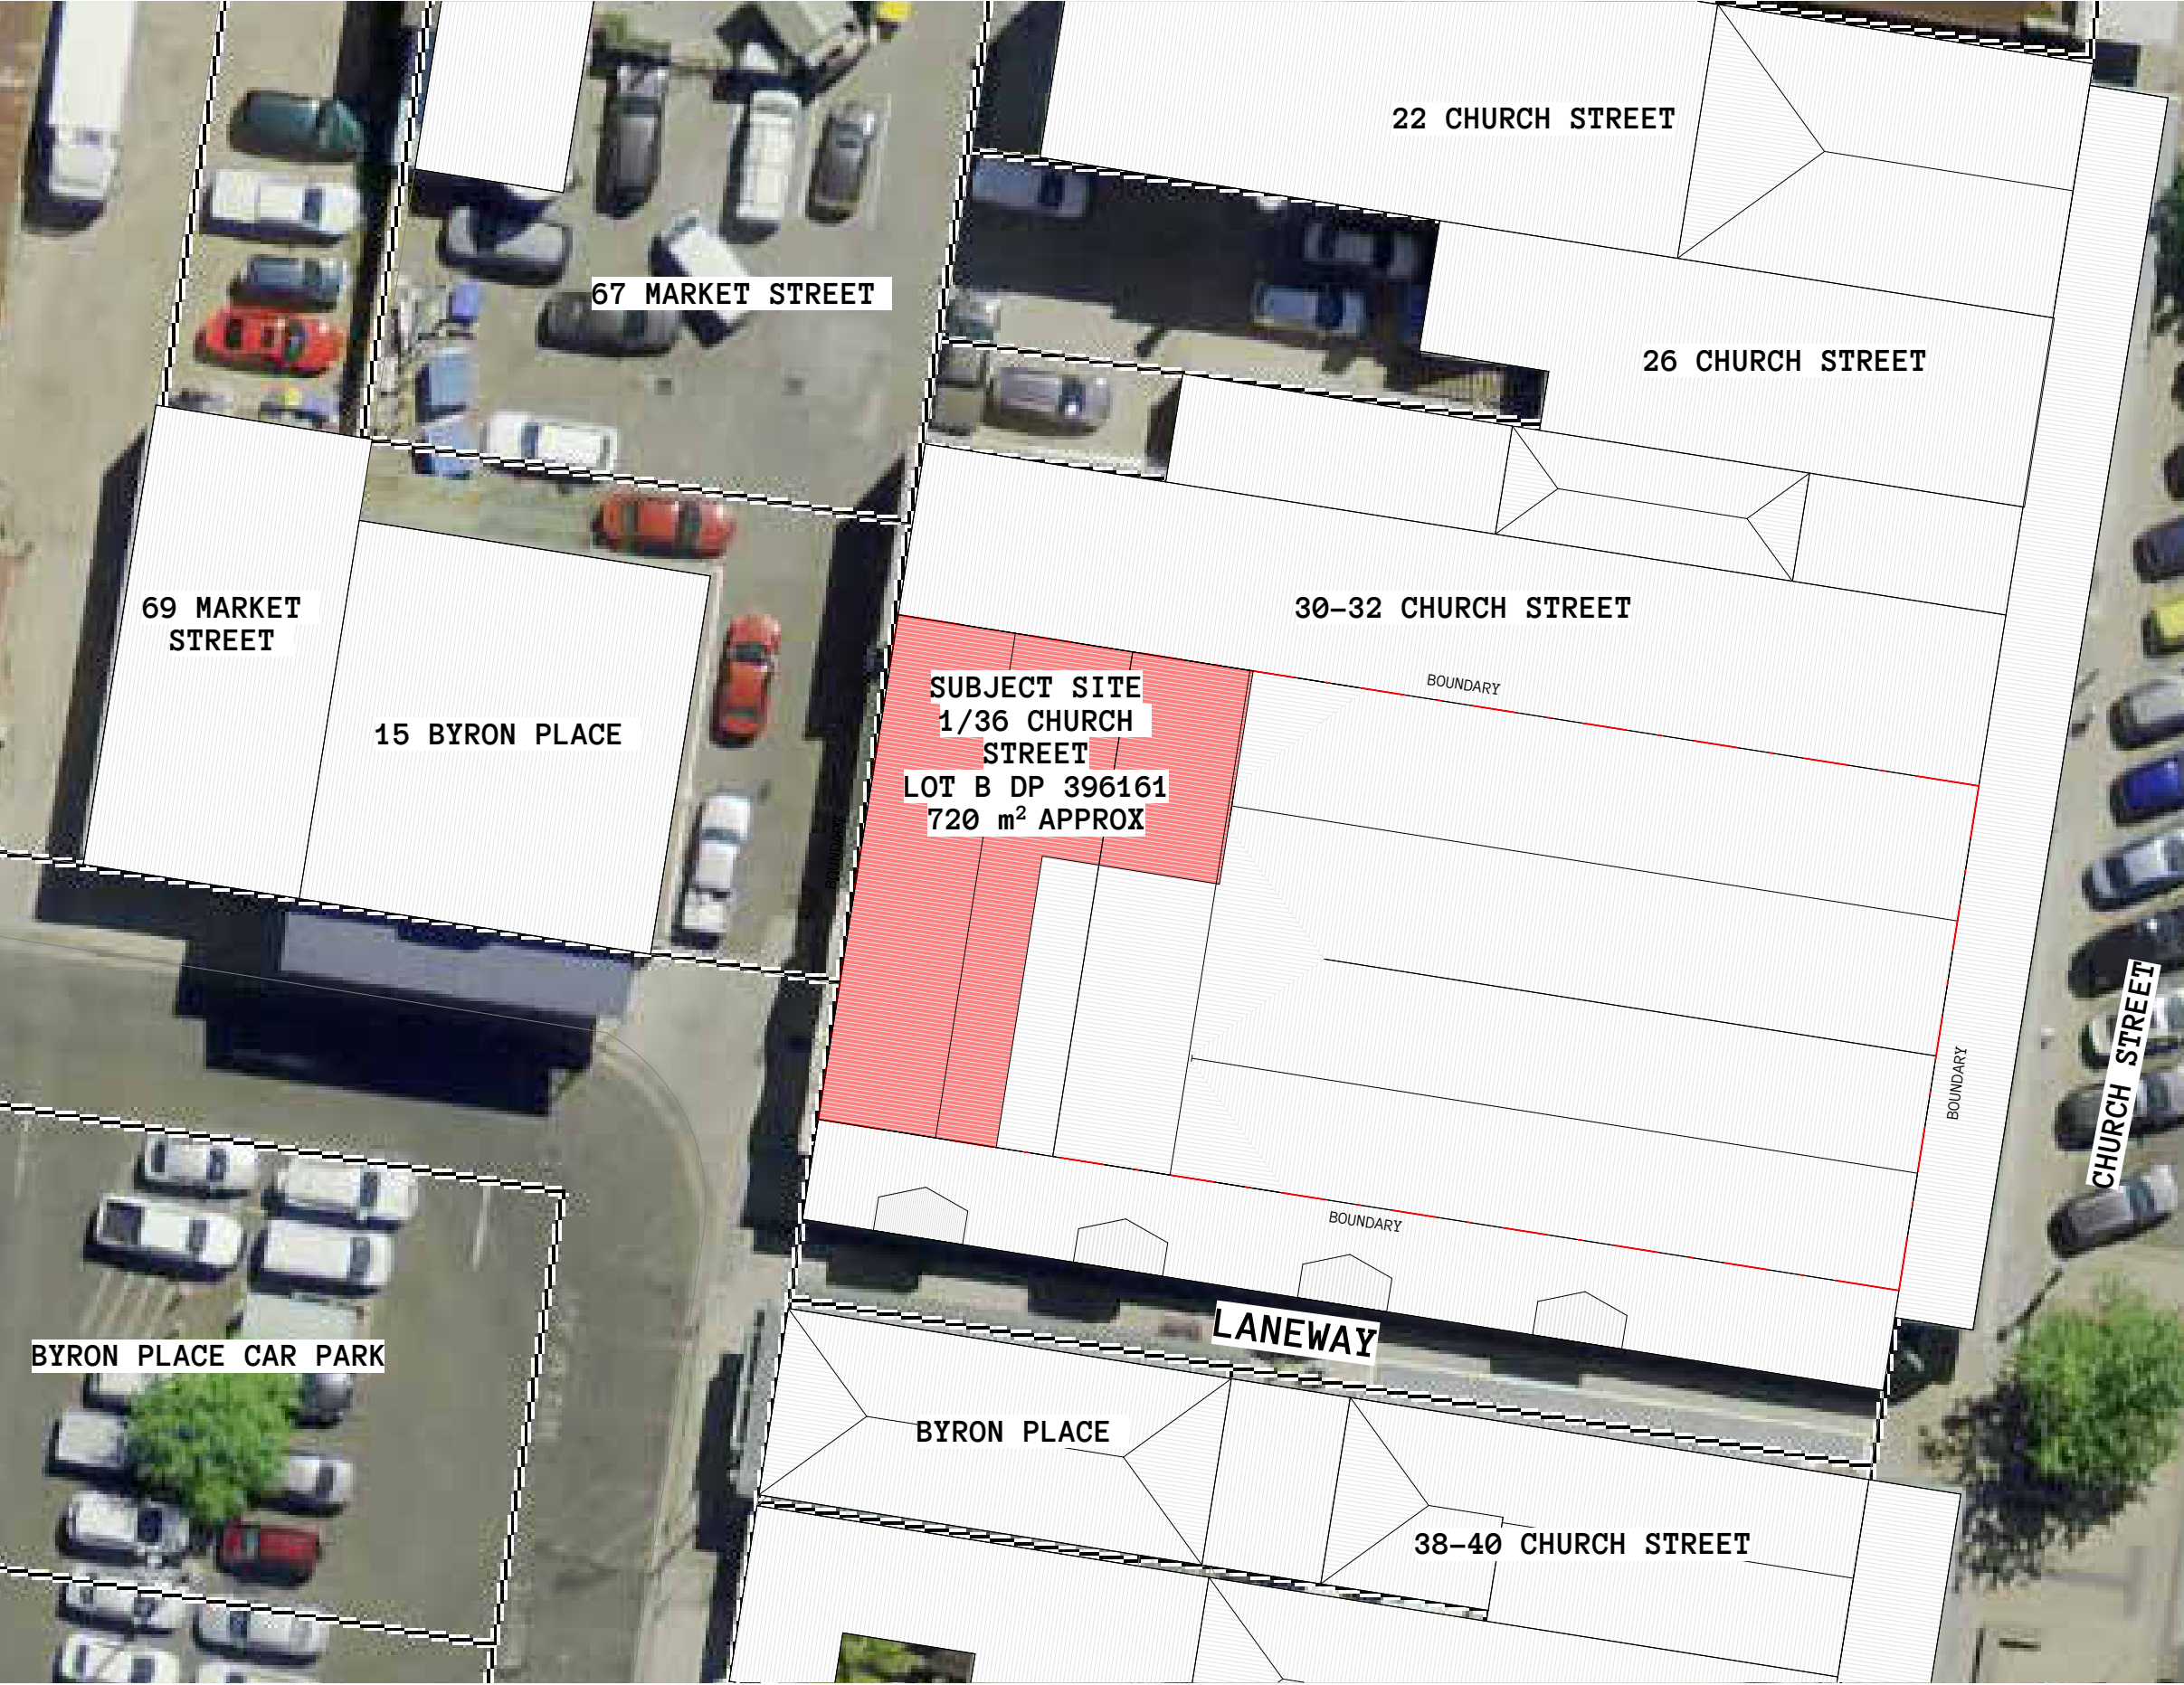 22 CHURCH STREET
67 MARKET STREET
26 CHURCH STREET
69 MARKET
STREET
30-32 CHURCH STREET
BOUNDARY
SUBJECT SITE
1/36 CHURCH
STREET
LOT B DP 396161
720 m² APPROX
15 BYRON PLACE
BOUNDARY
CHURCH STREET
BOUNDARY
BOUNDARY
LANEWAY
BYRON PLACE CAR PARK
BYRON PLACE
38-40 CHURCH STREET